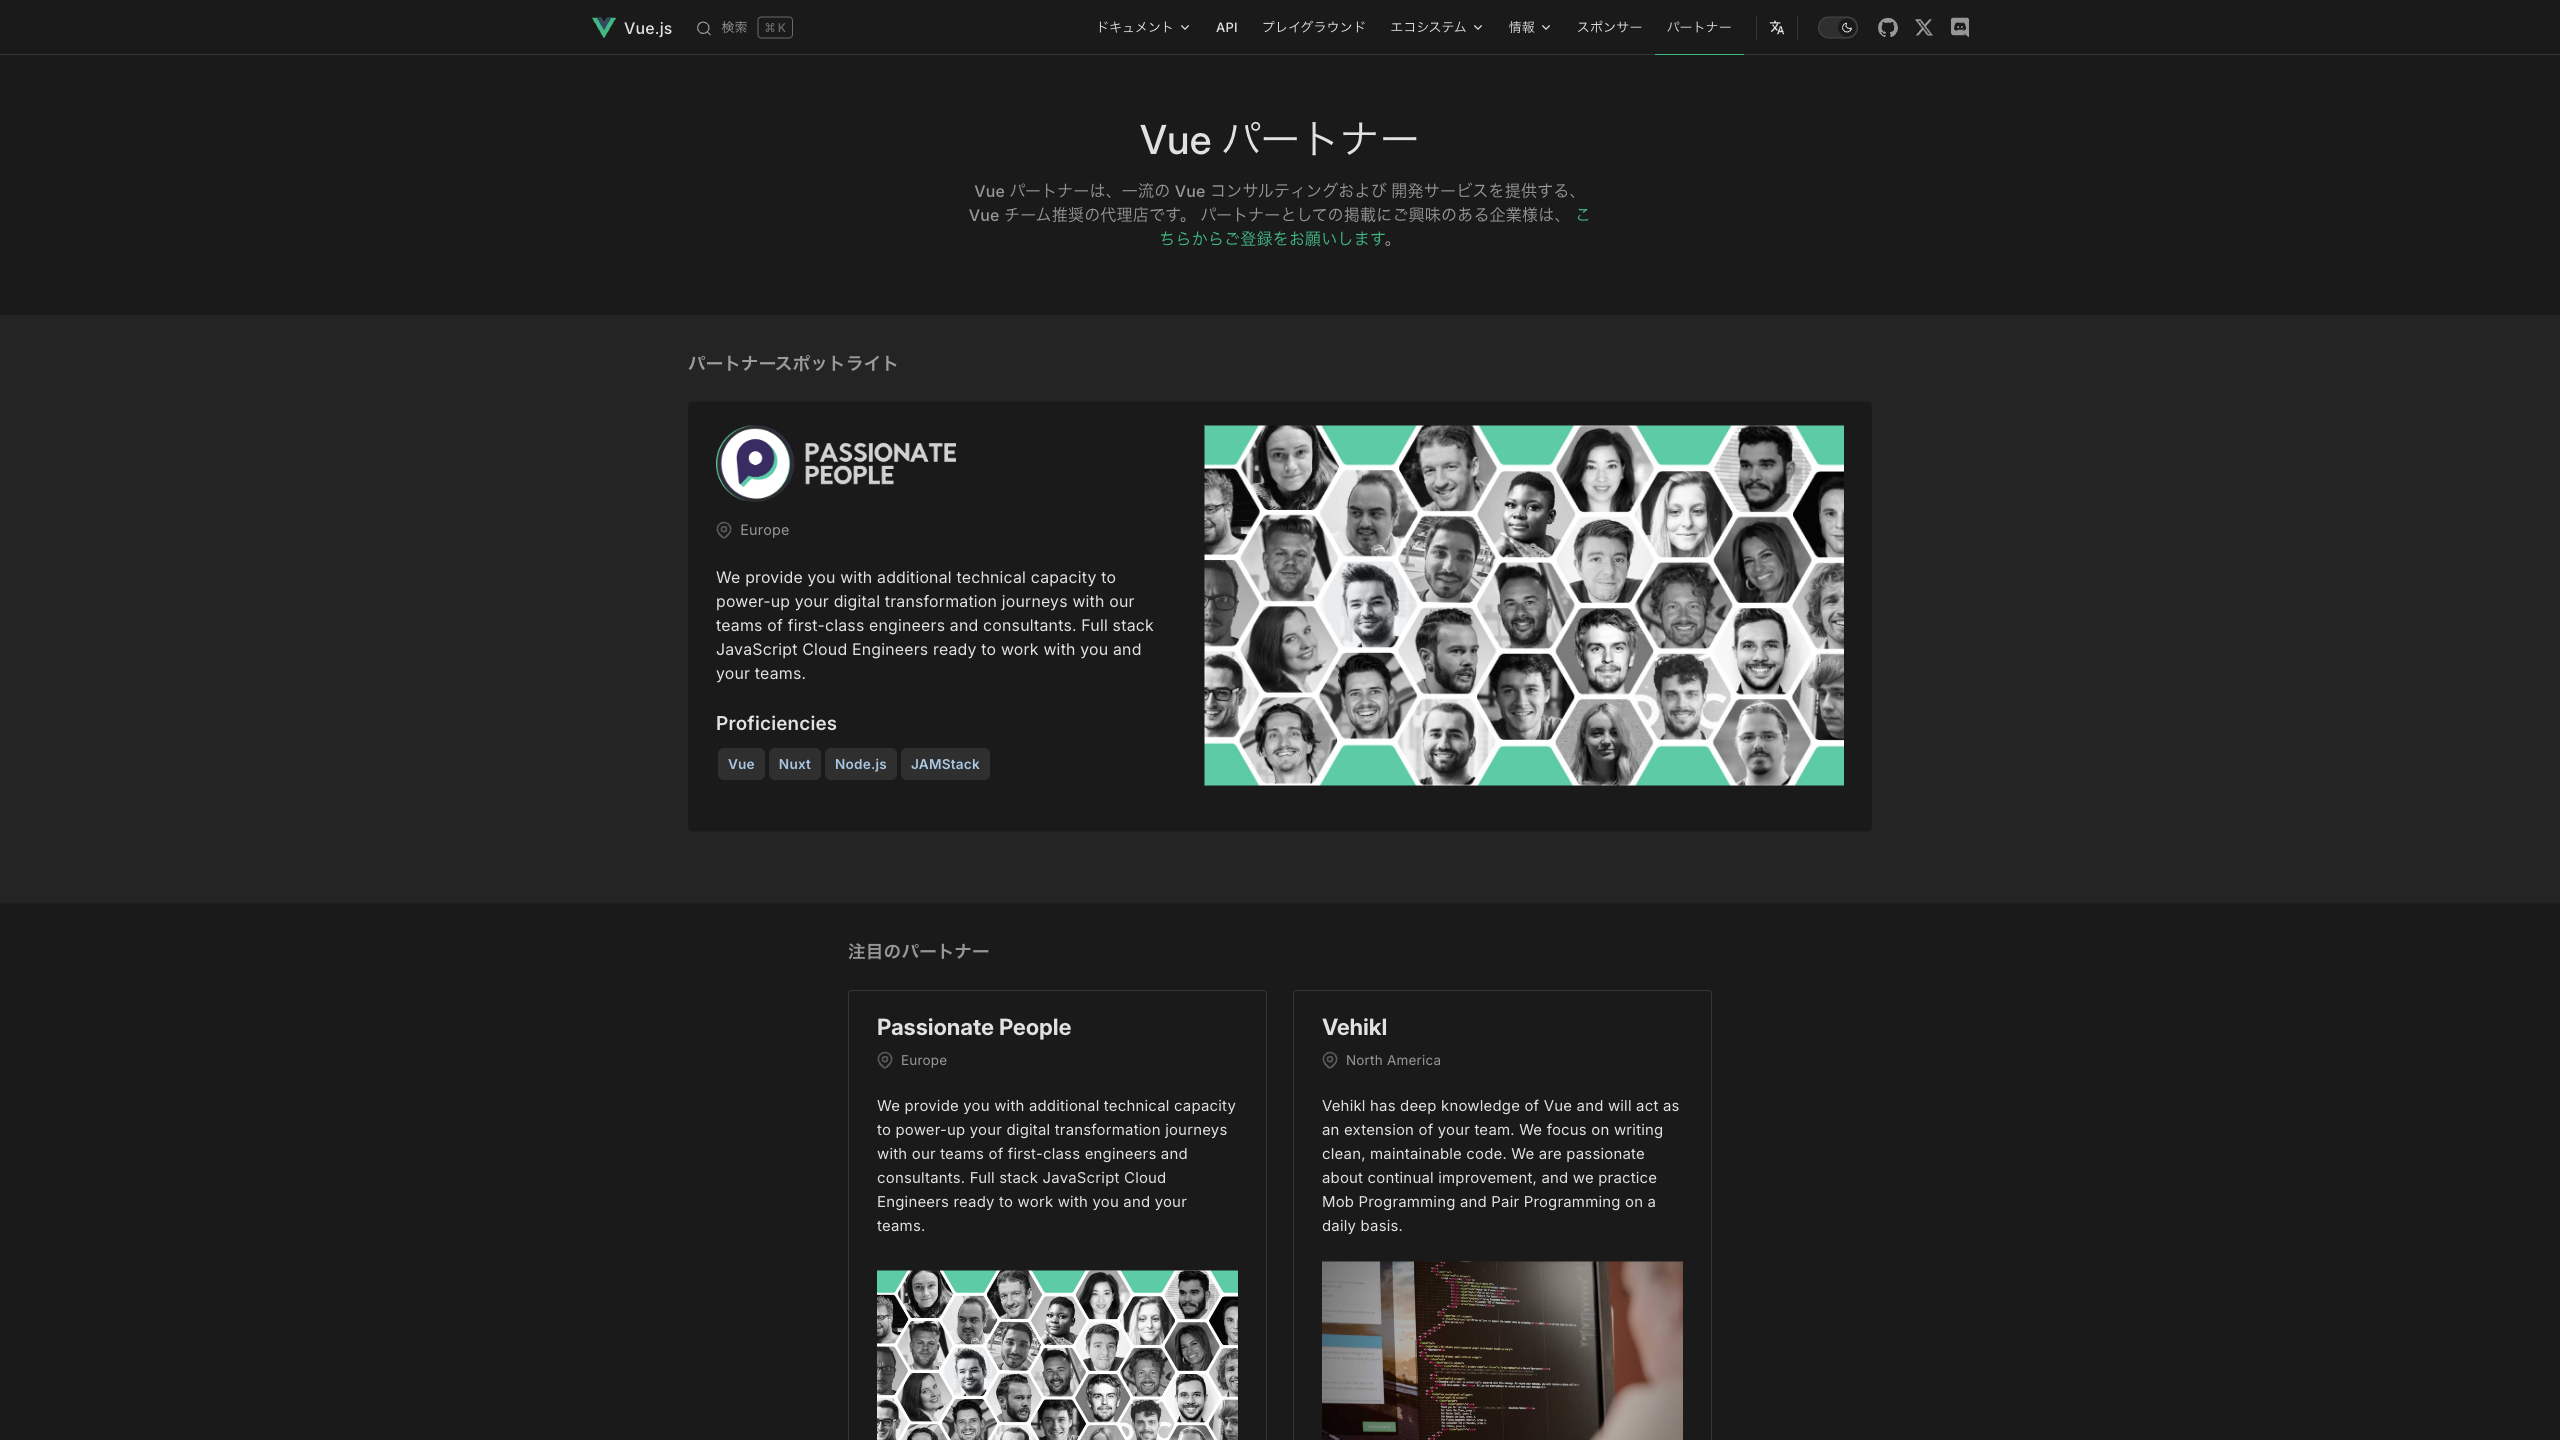 Vue.js 検索 ⌘ K ドキュメント API プレイグラウンド エコシステム 情報 スポンサー パートナー
Vue パートナー
Vue パートナーは、一流の Vue コンサルティングおよび 開発サービスを提供する、
Vue チーム推奨の代理店です。 パートナーとしての掲載にご興味のある企業様は、 こ
ちらからご登録をお願いします。
パートナースポットライト
PASSIONATE
PEOPLE
Europe
We provide you with additional technical capacity to
power-up your digital transformation journeys with our
teams of first-class engineers and consultants. Full stack
JavaScript Cloud Engineers ready to work with you and
your teams.
Proficiencies
Vue Nuxt Node.js JAMStack
注目のパートナー
Passionate People
Europe
We provide you with additional technical capacity
to power-up your digital transformation journeys
with our teams of first-class engineers and
consultants. Full stack JavaScript Cloud
Engineers ready to work with you and your
teams.
Vehikl
North America
Vehikl has deep knowledge of Vue and will act as
an extension of your team. We focus on writing
clean, maintainable code. We are passionate
about continual improvement, and we practice
Mob Programming and Pair Programming on a
daily basis.